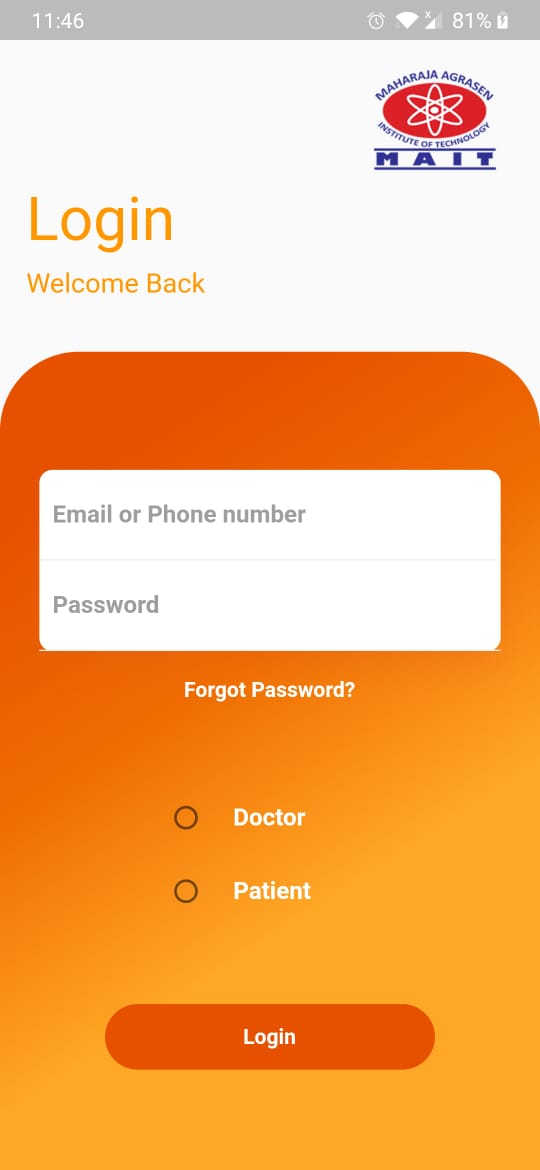 11:46
81%
MAHARAJA AGRASEN
INSTITUTE OF TECHNOLOGY
MAIT
Login
Welcome Back
Email or Phone number
Password
Forgot Password?
Doctor
Patient
Login